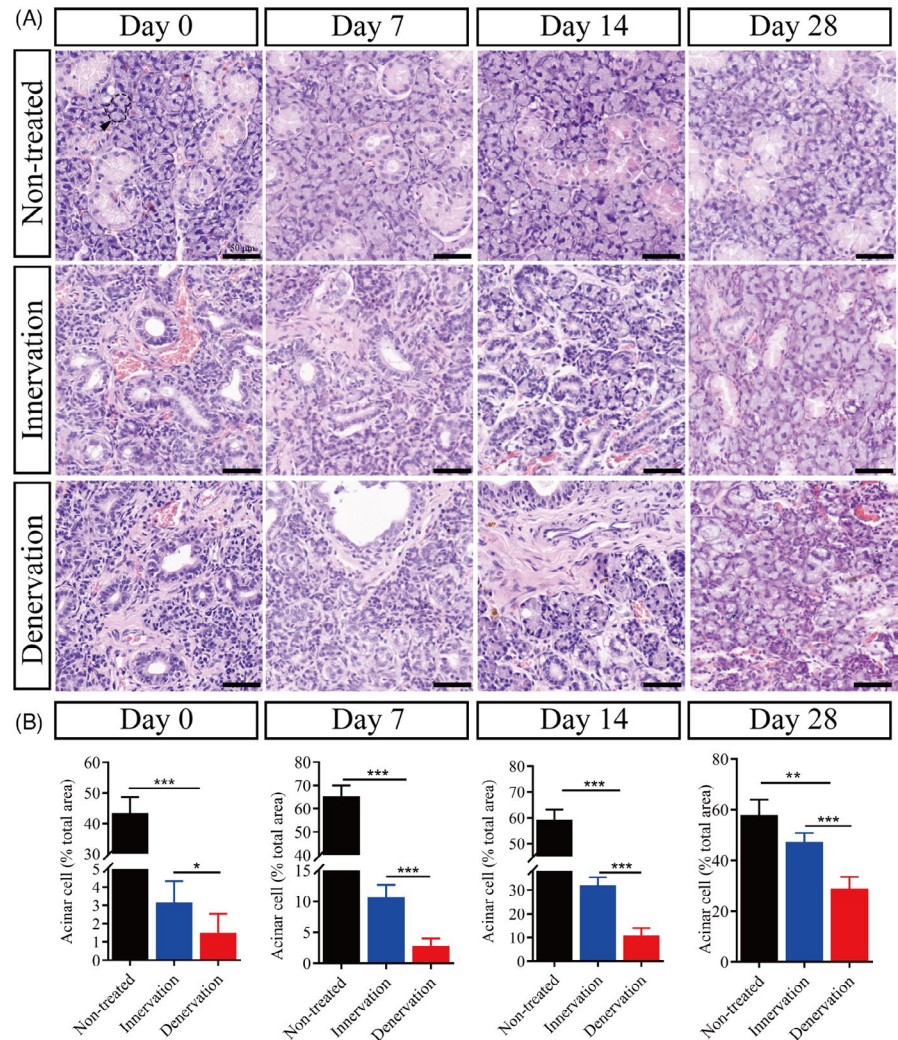 (A)
Day 0
Day 7
Day 14
Day 28
Non-treated
50 μm
Innervation
Denervation
(B)
Day 0
Day 7
Day 14
Day 28
Acinar cell (% total area)
60
50
40
30
5
4
3
2
1
0
***
*
Non-treated
Innervation
Denervation
Acinar cell (% total area)
80
70
60
50
40
15
10
5
0
***
***
Non-treated
Innervation
Denervation
Acinar cell (% total area)
80
70
60
50
30
20
10
0
***
***
Non-treated
Innervation
Denervation
Acinar cell (% total area)
80
60
40
20
0
**
***
Non-treated
Innervation
Denervation